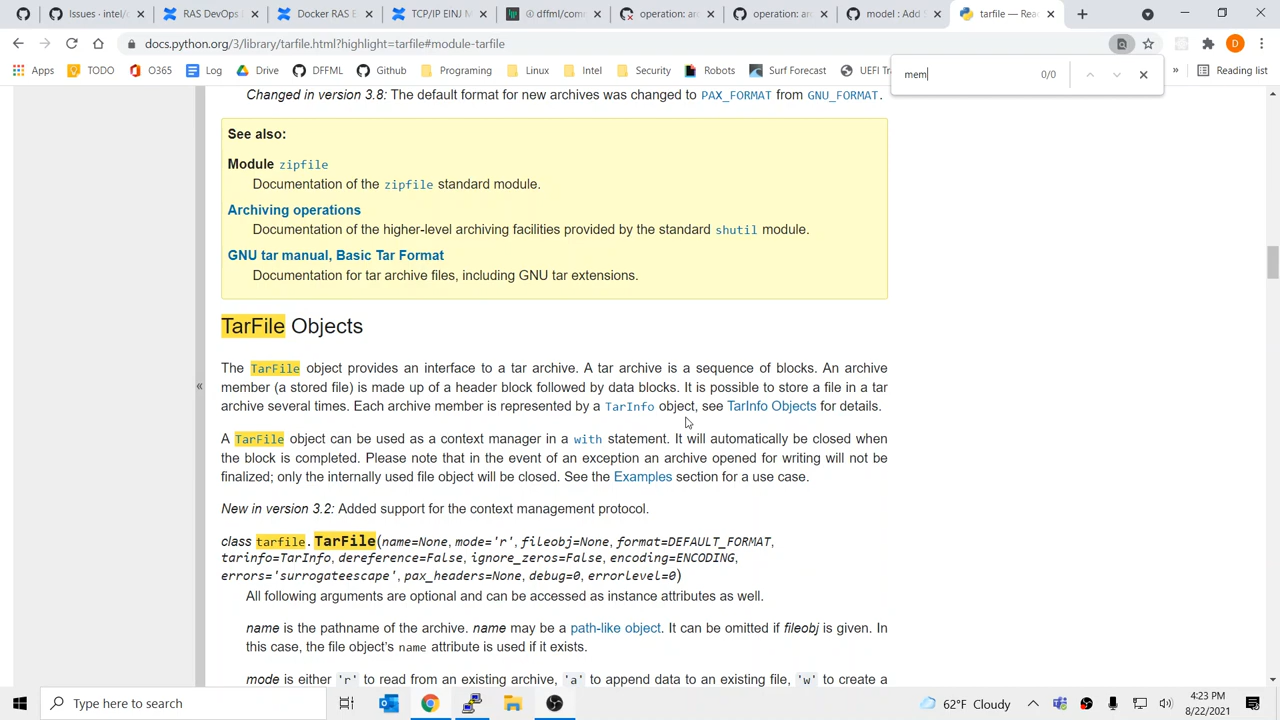 Issues · intel/c
RAS DevOps
Docker RAS E
TCP/IP EINJ M
dffml/com
operation: ar
operation: an
model : Add S
tarfile — Rea
docs.python.org/3/library/tarfile.html?highlight=tarfile#module-tarfile
D
Apps
TODO
O365
Log
Drive
DFFML
Github
Programing
Linux
Intel
Security
Robots
Surf Forecast
UEFI Tr
»
Reading list
mem
0/0
Changed in version 3.8: The default format for new archives was changed to PAX_FORMAT from GNU_FORMAT.
See also:
Module zipfile
Documentation of the zipfile standard module.
Archiving operations
Documentation of the higher-level archiving facilities provided by the standard shutil module.
GNU tar manual, Basic Tar Format
Documentation for tar archive files, including GNU tar extensions.
TarFile Objects
The TarFile object provides an interface to a tar archive. A tar archive is a sequence of blocks. An archive
member (a stored file) is made up of a header block followed by data blocks. It is possible to store a file in a tar
«
archive several times. Each archive member is represented by a TarInfo object, see TarInfo Objects for details.
A TarFile object can be used as a context manager in a with statement. It will automatically be closed when
the block is completed. Please note that in the event of an exception an archive opened for writing will not be
finalized; only the internally used file object will be closed. See the Examples section for a use case.
New in version 3.2: Added support for the context management protocol.
class tarfile.TarFile(name=None, mode='r', fileobj=None, format=DEFAULT_FORMAT,
tarinfo=TarInfo, dereference=False, ignore_zeros=False, encoding=ENCODING,
errors='surrogateescape', pax_headers=None, debug=0, errorlevel=0)
All following arguments are optional and can be accessed as instance attributes as well.
name is the pathname of the archive. name may be a path-like object. It can be omitted if fileobj is given. In
this case, the file object's name attribute is used if it exists.
mode is either 'r' to read from an existing archive, 'a' to append data to an existing file, 'w' to create a
Type here to search
62°F Cloudy
4:23 PM
8/22/2021